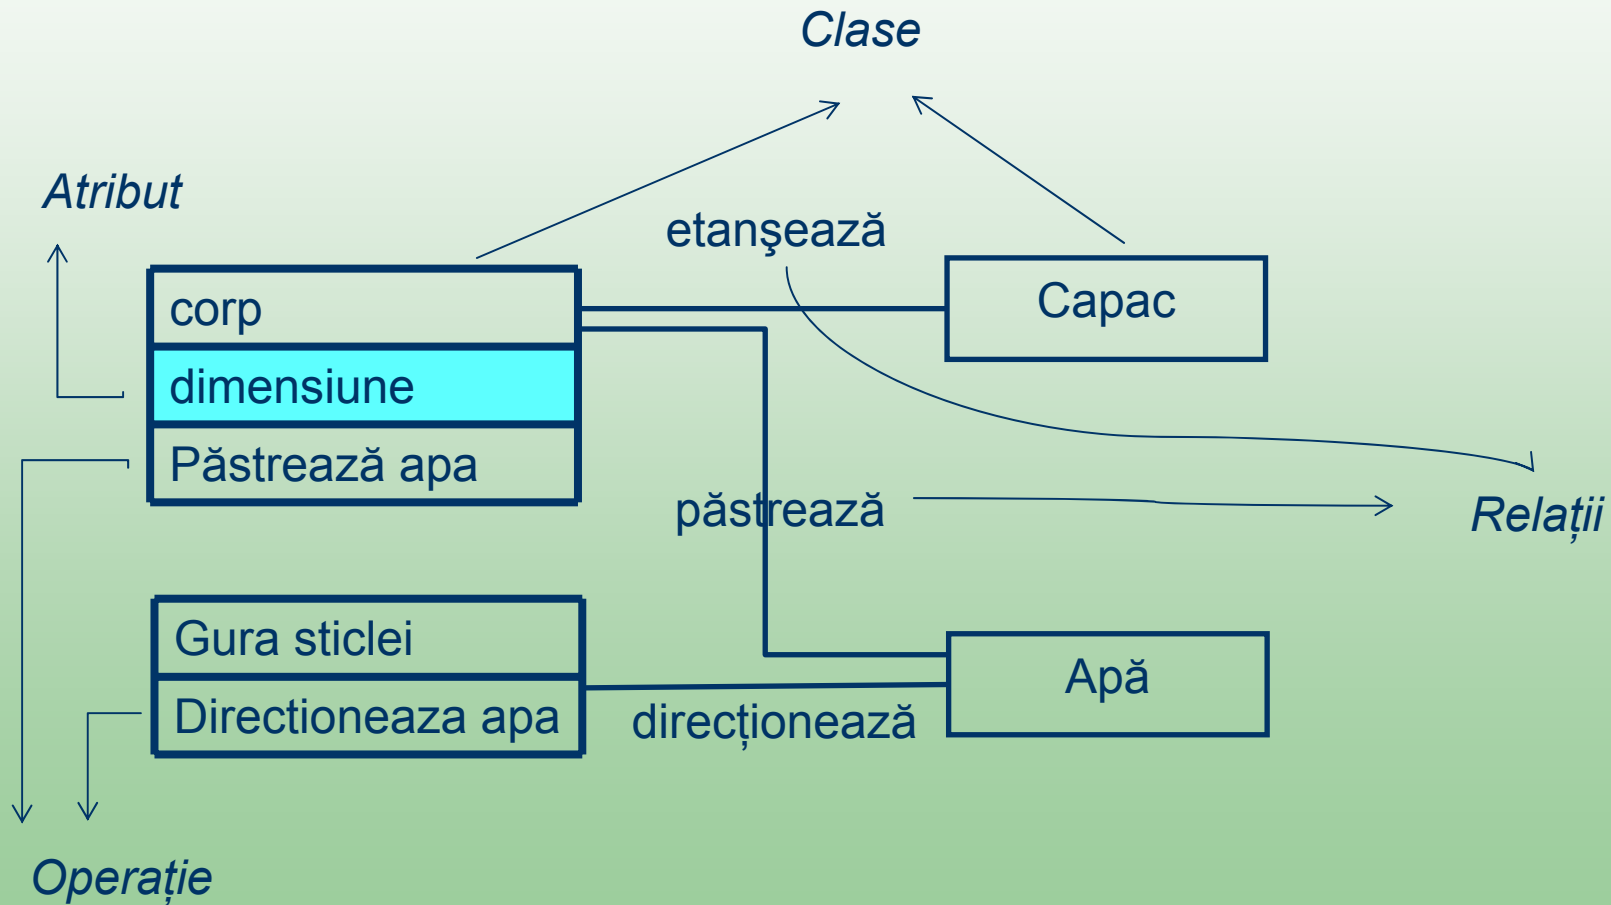 Clase
Atribut
etanşează
corp
Capac
dimensiune
Păstrează apa
păstrează
Relații
Gura sticlei
Apă
Directioneaza apa
direcționează
Operație